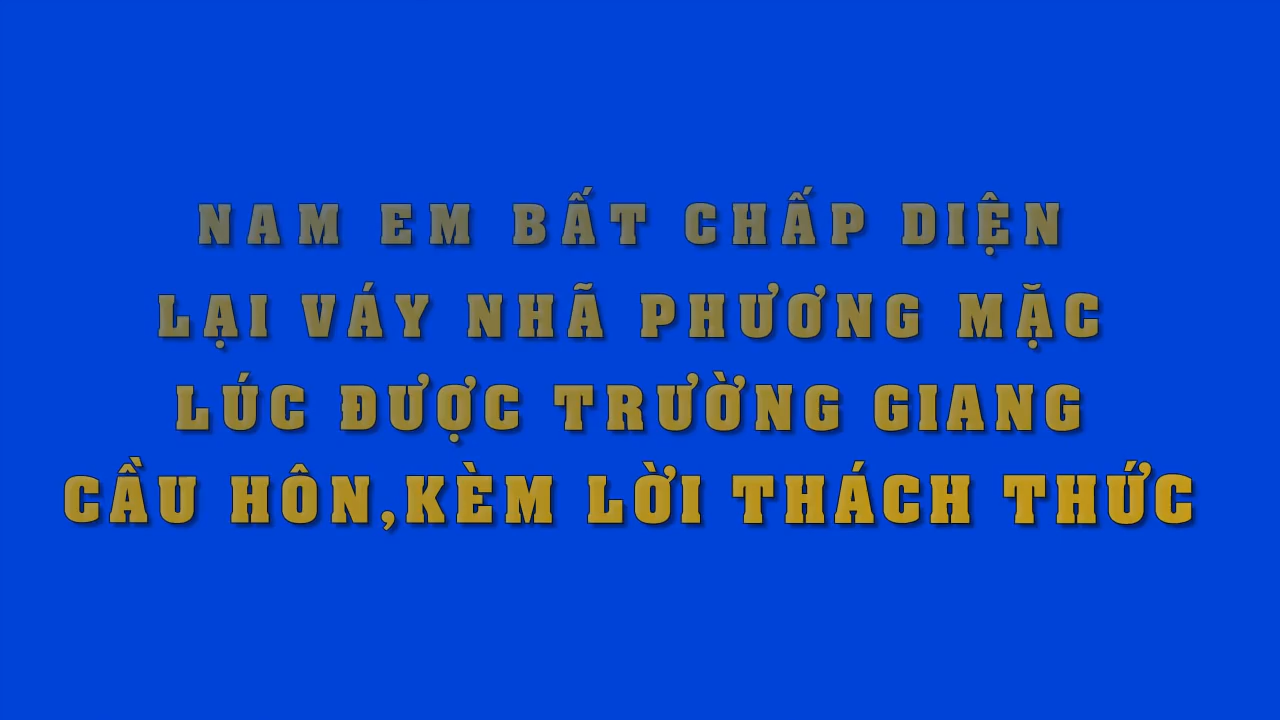 NAM EM BẤT CHẤP DIỆN
LẠI VÁY NHÃ PHƯƠNG MẶC
LÚC ĐƯỢC TRƯỜNG GIANG
CẦU HÔN,KÈM LỜI THÁCH THỨC